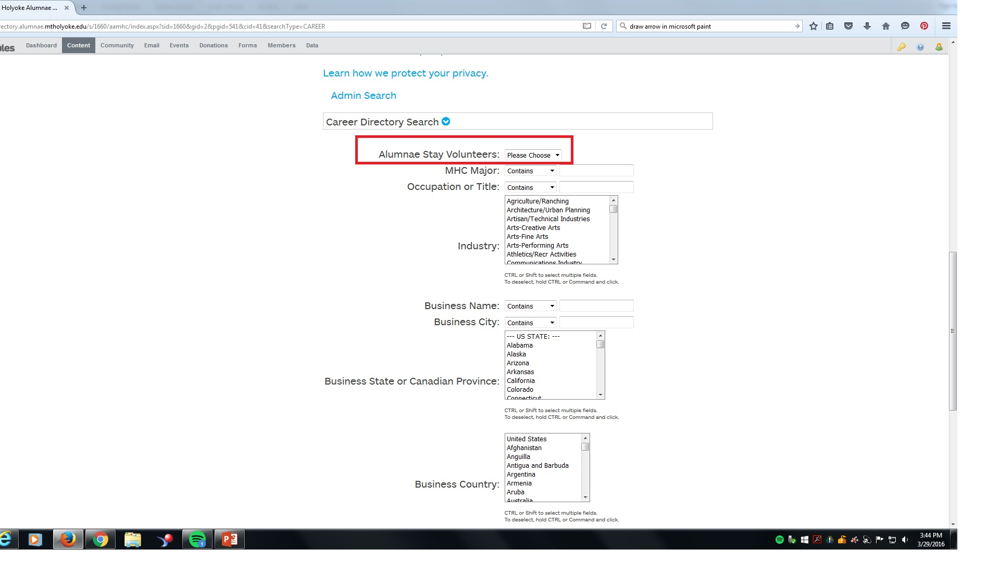 Holyoke Alumnae ...
rectory.alumnae.mtholyoke.edu/s/1660/aamhc/index.aspx?sid=1660&gid=2&pgid=541&cid=41&searchType=CAREER
draw arrow in microsoft paint
Dashboard Content Community Email Events Donations Forms Members Data
Learn how we protect your privacy.
Admin Search
Career Directory Search
Alumnae Stay Volunteers: Please Choose
MHC Major: Contains
Occupation or Title: Contains
Agriculture/Ranching
Architecture/Urban Planning
Artisan/Technical Industries
Arts-Creative Arts
Arts-Fine Arts
Arts-Performing Arts
Athletics/Recr Activities
Communications Industry
Industry:
CTRL or Shift to select multiple fields.
To deselect, hold CTRL or Command and click.
Business Name: Contains
Business City: Contains
--- US STATE: ---
Alabama
Alaska
Arizona
Arkansas
California
Colorado
Connecticut
Business State or Canadian Province:
CTRL or Shift to select multiple fields.
To deselect, hold CTRL or Command and click.
United States
Afghanistan
Anguilla
Antigua and Barbuda
Argentina
Armenia
Aruba
Australia
Business Country:
CTRL or Shift to select multiple fields.
To deselect, hold CTRL or Command and click.
3:44 PM
3/29/2016